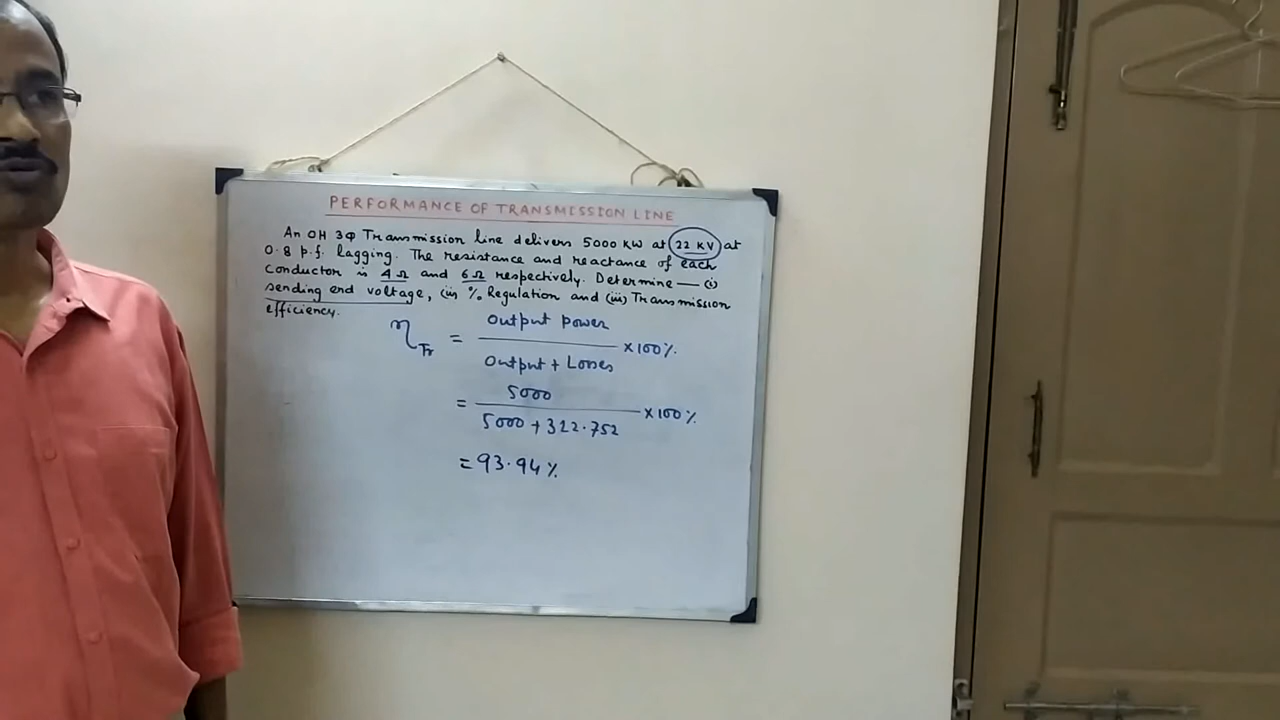 PERFORMANCE OF TRANSMISSION LINE
An OH 3φ Transmission line delivers 5000 KW at 22 KV at
0.8 p.f. lagging. The resistance and reactance of each
conductor is 4 Ω and 6 Ω respectively. Determine — (i)
sending end voltage, (ii) % Regulation and (iii) Transmission
efficiency.
η_Tr = Output Power / Output + Losses × 100%.
= 5000 / 5000 + 322.752 × 100%
= 93.94%